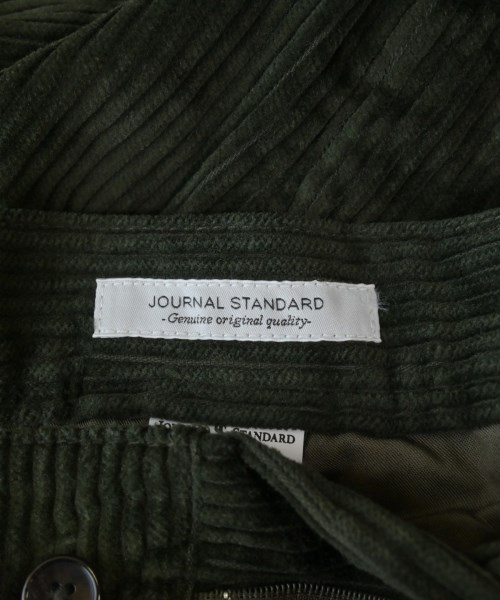 JOURNAL STANDARD
-Genuine original quality-
STANDARD